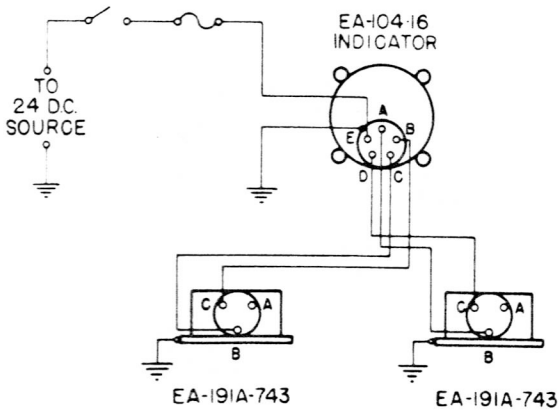 EA-104-16
INDICATOR
TO
24 D.C.
SOURCE
A
E
B
D
C
C
A
B
C
A
B
EA-191A-743
EA-191A-743